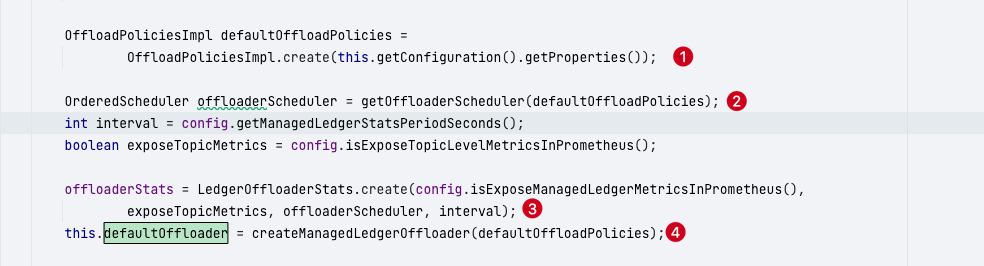 OffloadPoliciesImpl defaultOffloadPolicies =
OffloadPoliciesImpl.create(this.getConfiguration().getProperties()); 1
OrderedScheduler offloaderScheduler = getOffloaderScheduler(defaultOffloadPolicies); 2
int interval = config.getManagedLedgerStatsPeriodSeconds();
boolean exposeTopicMetrics = config.isExposeTopicLevelMetricsInPrometheus();
offloaderStats = LedgerOffloaderStats.create(config.isExposeManagedLedgerMetricsInPrometheus(),
exposeTopicMetrics, offloaderScheduler, interval); 3
this.defaultOffloader = createManagedLedgerOffloader(defaultOffloadPolicies); 4